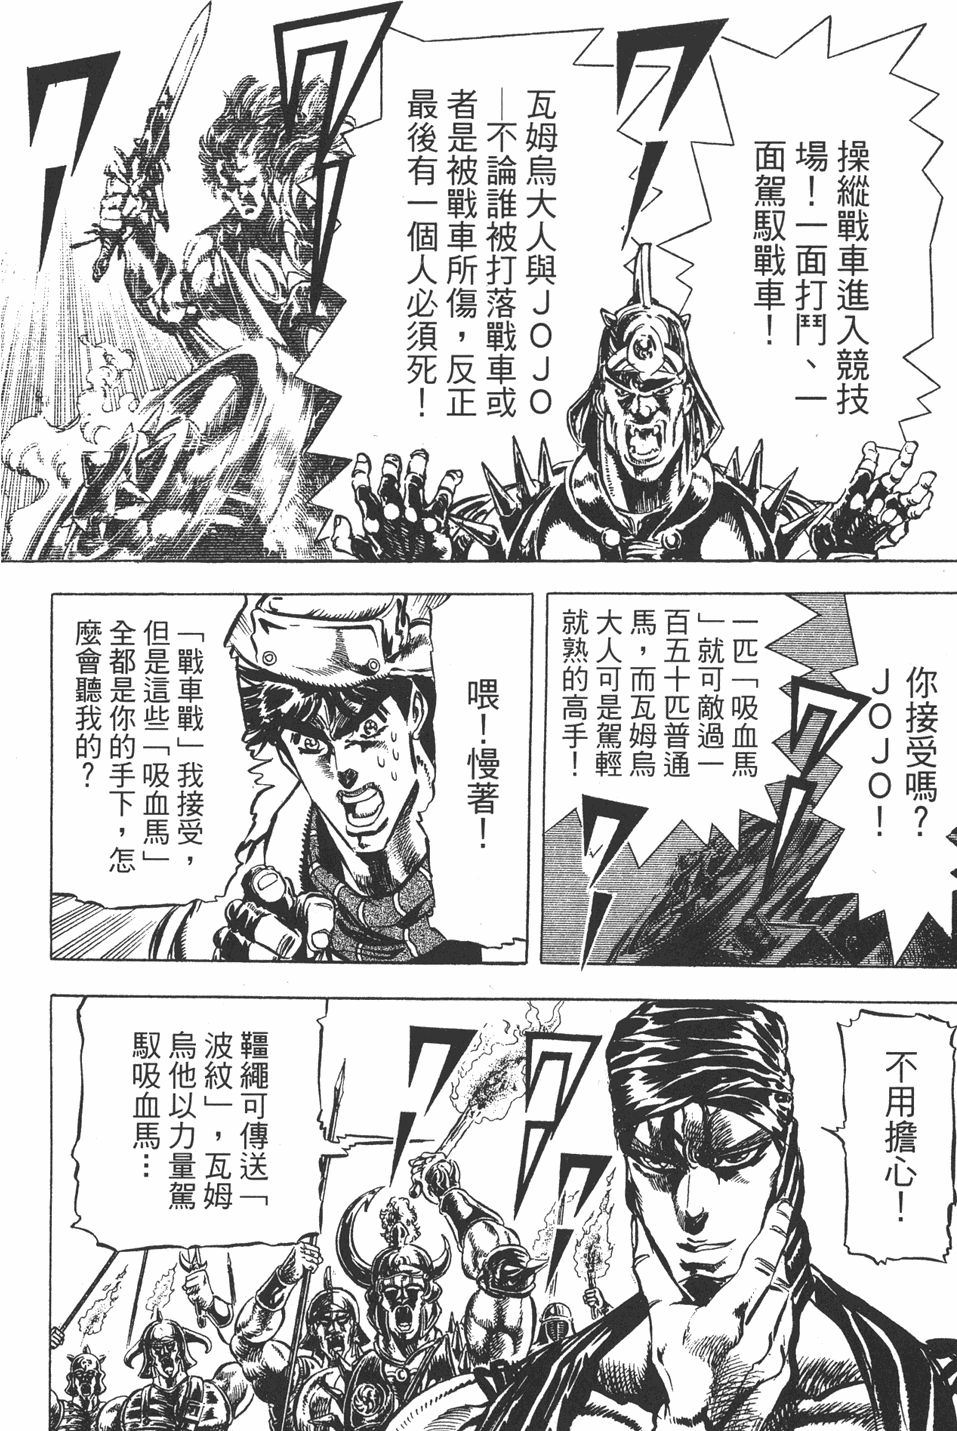 操縱戰車進入競技
場！一面打鬥、一
面駕馭戰車！
瓦姆烏大人與JOJO
—不論誰被打落戰車或
者是被戰車所傷，反正
最後有一個人必須死！
你接受嗎？
JOJO！
一匹「吸血馬
」就可敵過一
百五十匹普通
馬，而瓦姆烏
大人可是駕輕
就熟的高手！
喂！慢著！
「戰車戰」我接受，
但是這些「吸血馬」
全都是你的手下，怎
麼會聽我的？
不用擔心！
韁繩可傳送「
波紋」，瓦姆
烏他以力量駕
馭吸血馬…